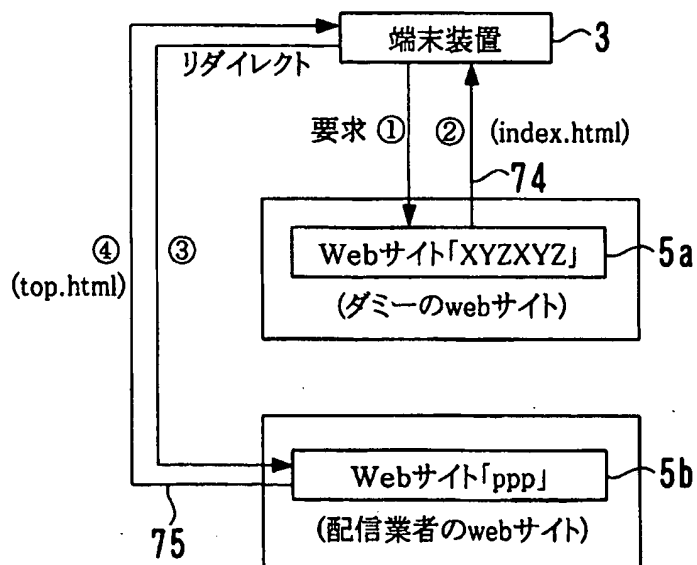 端末装置
3
リダイレクト
要求 ①
② (index.html)
74
④
(top.html)
③
Webサイト「XYZXYZ」
5a
(ダミーのwebサイト)
Webサイト「ppp」
5b
(配信業者のwebサイト)
75